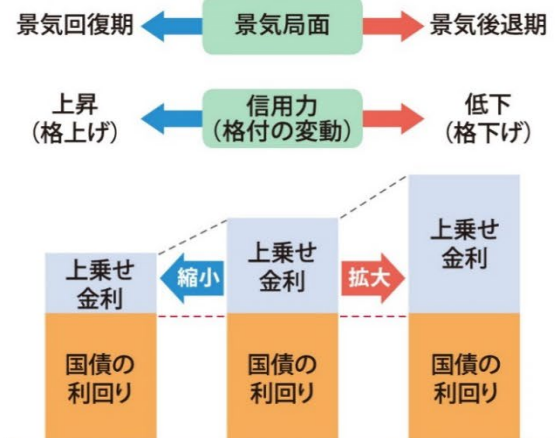 景気回復期
景気局面
景気後退期
上昇
(格上げ)
信用力
(格付の変動)
低下
(格下げ)
上乗せ
金利
縮小
上乗せ
金利
拡大
上乗せ
金利
国債の
利回り
国債の
利回り
国債の
利回り